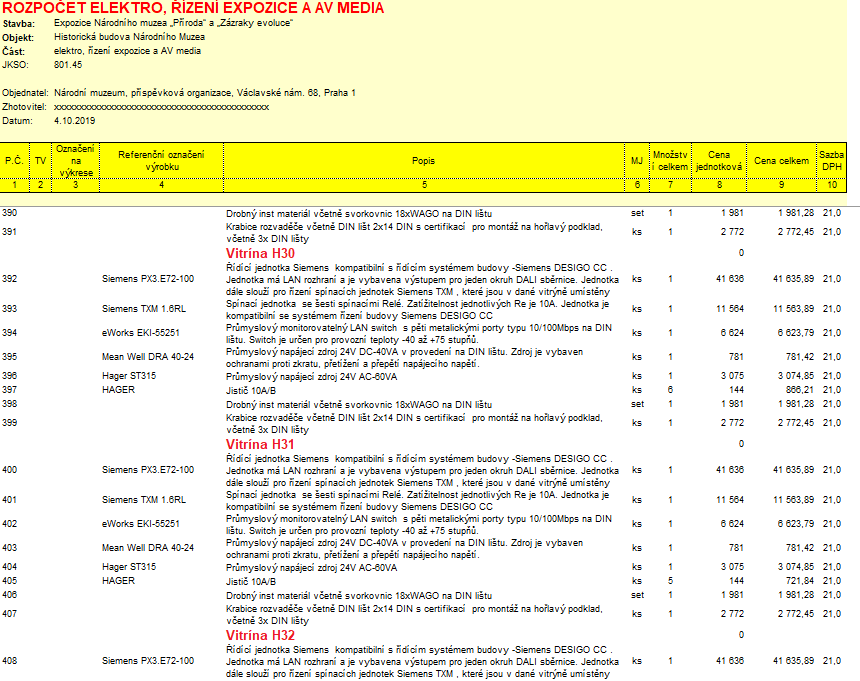 ROZPOČET ELEKTRO, ŘÍZENÍ EXPOZICE A AV MEDIA
Stavba: Expozice Národního muzea „Příroda“ a „Zázraky evoluce“
Objekt: Historická budova Národního Muzea
Část: elektro, řízení expozice a AV media
JKSO: 801.45
Objednatel: Národní muzeum, příspěvková organizace, Václavské nám. 68, Praha 1
Zhotovitel: xxxxxxxxxxxxxxxxxxxxxxxxxxxxxxxxxxxxxxxxxxx
Datum: 4.10.2019
P.Č. TV Označení na výkrese Referenční označení výrobku Popis MJ Množstv í celkem Cena jednotková Cena celkem Sazba DPH
1 2 3 4 5 6 7 8 9 10
390 Drobný inst materiál včetně svorkovnic 18xWAGO na DIN lištu set 1 1 981 1 981,28 21,0
391 Krabice rozvaděče včetně DIN lišt 2x14 DIN s certifikací pro montáž na hořlavý podklad, ks 1 2 772 2 772,45 21,0
včetně 3x DIN lišty
Vitrína H30 0
Řídící jednotka Siemens kompatibilní s řídícím systémem budovy -Siemens DESIGO CC .
392 Siemens PX3.E72-100 Jednotka má LAN rozhraní a je vybavena výstupem pro jeden okruh DALI sběrnice. Jednotka ks 1 41 636 41 635,89 21,0
dále slouží pro řízení spínacích jednotek Siemens TXM , které jsou v dané vitrýně umístěny
393 Siemens TXM 1.6RL Spínací jednotka se šesti spínacími Relé. Zatížitelnost jednotlivých Re je 10A. Jednotka je ks 1 11 564 11 563,89 21,0
kompatibilní se systémem řízení budovy Siemens DESIGO CC
394 eWorks EKI-55251 Průmyslový monitorovatelný LAN switch s pěti metalickými porty typu 10/100Mbps na DIN ks 1 6 624 6 623,79 21,0
lištu. Switch je určen pro provozní teploty -40 až +75 stupňů.
395 Mean Well DRA 40-24 Průmyslový napájecí zdroj 24V DC-40VA v provedení na DIN lištu. Zdroj je vybaven ks 1 781 781,42 21,0
ochranami proti zkratu, přetížení a přepětí napájecího napětí.
396 Hager ST315 Průmyslový napájecí zdroj 24V AC-60VA ks 1 3 075 3 074,85 21,0
397 HAGER Jistič 10A/B ks 6 144 866,21 21,0
398 Drobný inst materiál včetně svorkovnic 18xWAGO na DIN lištu set 1 1 981 1 981,28 21,0
399 Krabice rozvaděče včetně DIN lišt 2x14 DIN s certifikací pro montáž na hořlavý podklad, ks 1 2 772 2 772,45 21,0
včetně 3x DIN lišty
Vitrína H31 0
Řídící jednotka Siemens kompatibilní s řídícím systémem budovy -Siemens DESIGO CC .
400 Siemens PX3.E72-100 Jednotka má LAN rozhraní a je vybavena výstupem pro jeden okruh DALI sběrnice. Jednotka ks 1 41 636 41 635,89 21,0
dále slouží pro řízení spínacích jednotek Siemens TXM , které jsou v dané vitrýně umístěny
401 Siemens TXM 1.6RL Spínací jednotka se šesti spínacími Relé. Zatížitelnost jednotlivých Re je 10A. Jednotka je ks 1 11 564 11 563,89 21,0
kompatibilní se systémem řízení budovy Siemens DESIGO CC
402 eWorks EKI-55251 Průmyslový monitorovatelný LAN switch s pěti metalickými porty typu 10/100Mbps na DIN ks 1 6 624 6 623,79 21,0
lištu. Switch je určen pro provozní teploty -40 až +75 stupňů.
403 Mean Well DRA 40-24 Průmyslový napájecí zdroj 24V DC-40VA v provedení na DIN lištu. Zdroj je vybaven ks 1 781 781,42 21,0
ochranami proti zkratu, přetížení a přepětí napájecího napětí.
404 Hager ST315 Průmyslový napájecí zdroj 24V AC-60VA ks 1 3 075 3 074,85 21,0
405 HAGER Jistič 10A/B ks 5 144 721,84 21,0
406 Drobný inst materiál včetně svorkovnic 18xWAGO na DIN lištu set 1 1 981 1 981,28 21,0
407 Krabice rozvaděče včetně DIN lišt 2x14 DIN s certifikací pro montáž na hořlavý podklad, ks 1 2 772 2 772,45 21,0
včetně 3x DIN lišty
Vitrína H32 0
Řídící jednotka Siemens kompatibilní s řídícím systémem budovy -Siemens DESIGO CC .
408 Siemens PX3.E72-100 Jednotka má LAN rozhraní a je vybavena výstupem pro jeden okruh DALI sběrnice. Jednotka ks 1 41 636 41 635,89 21,0
dále slouží pro řízení spínacích jednotek Siemens TXM , které jsou v dané vitrýně umístěny